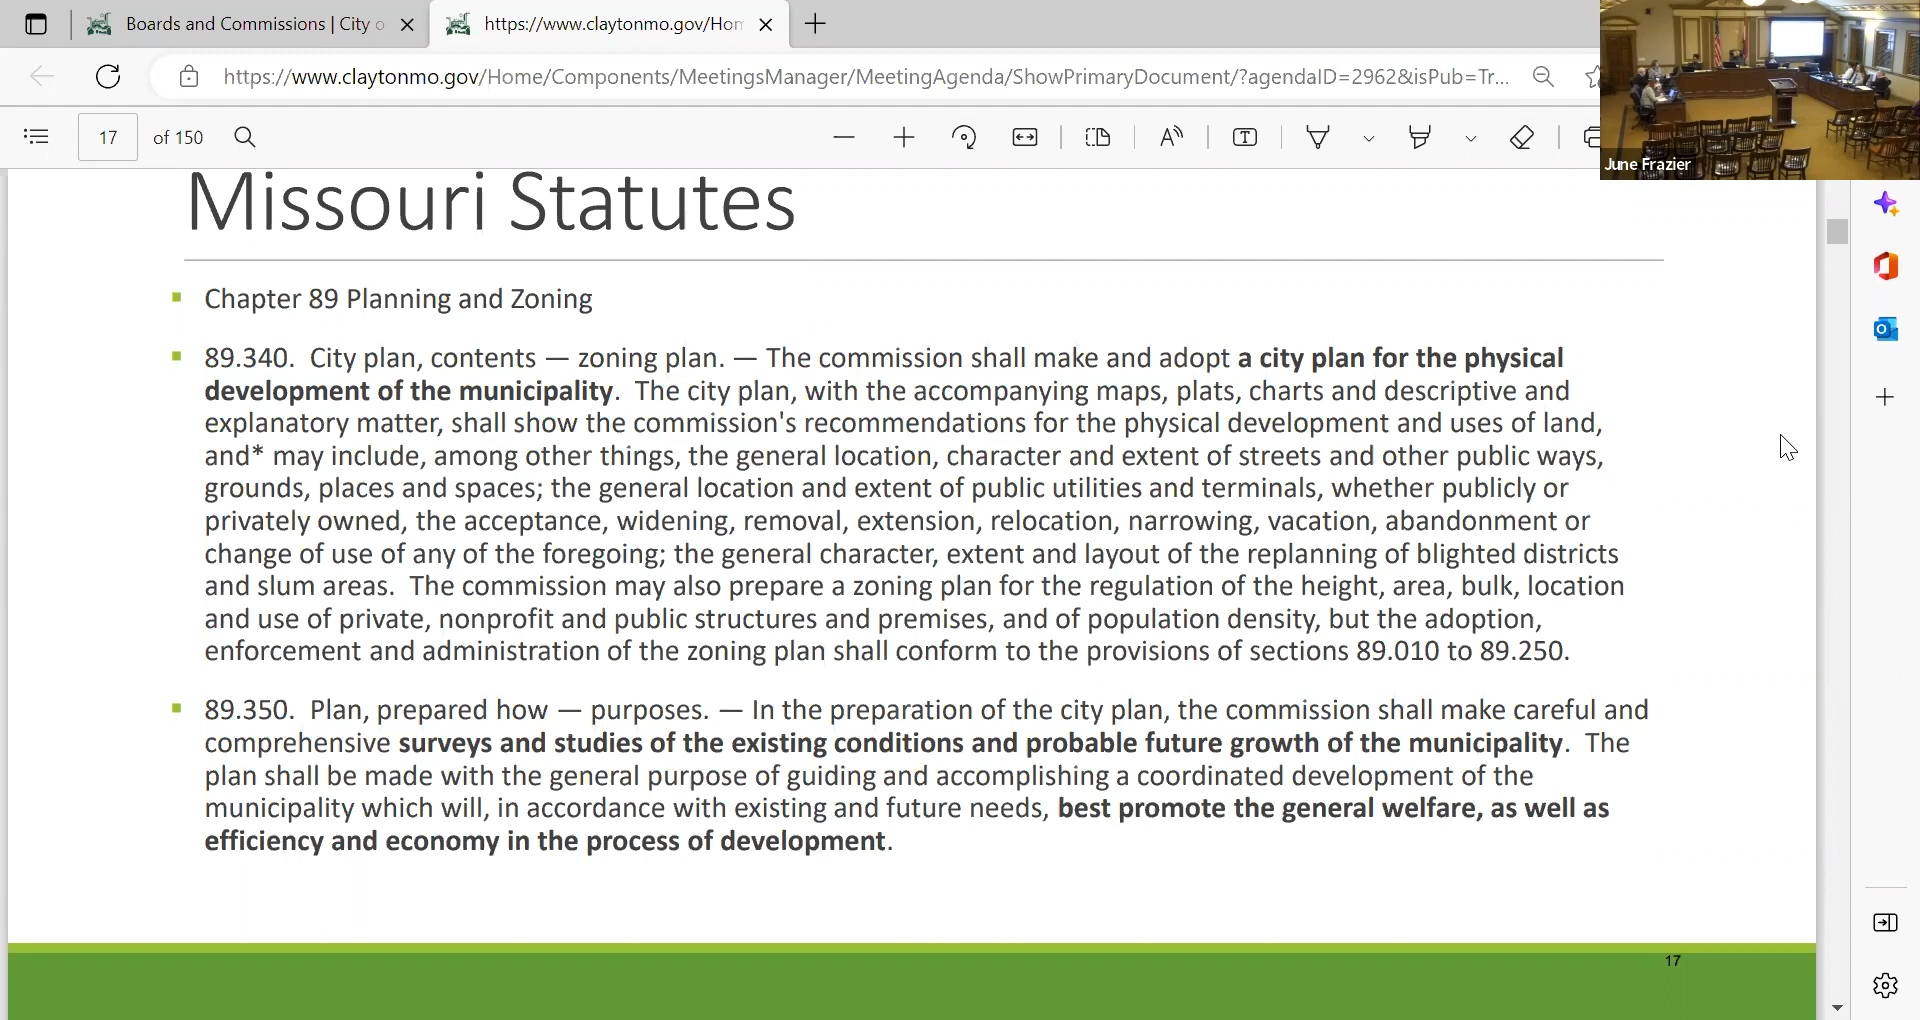 Boards and Commissions | City o
https://www.claytonmo.gov/Hom
https://www.claytonmo.gov/Home/Components/MeetingsManager/MeetingAgenda/ShowPrimaryDocument/?agendaID=2962&isPub=Tr...
17 of 150
June Frazier
Missouri Statutes
Chapter 89 Planning and Zoning
89.340.  City plan, contents — zoning plan. — The commission shall make and adopt a city plan for the physical
development of the municipality.  The city plan, with the accompanying maps, plats, charts and descriptive and
explanatory matter, shall show the commission's recommendations for the physical development and uses of land,
and* may include, among other things, the general location, character and extent of streets and other public ways,
grounds, places and spaces; the general location and extent of public utilities and terminals, whether publicly or
privately owned, the acceptance, widening, removal, extension, relocation, narrowing, vacation, abandonment or
change of use of any of the foregoing; the general character, extent and layout of the replanning of blighted districts
and slum areas.  The commission may also prepare a zoning plan for the regulation of the height, area, bulk, location
and use of private, nonprofit and public structures and premises, and of population density, but the adoption,
enforcement and administration of the zoning plan shall conform to the provisions of sections 89.010 to 89.250.
89.350.  Plan, prepared how — purposes. — In the preparation of the city plan, the commission shall make careful and
comprehensive surveys and studies of the existing conditions and probable future growth of the municipality.  The
plan shall be made with the general purpose of guiding and accomplishing a coordinated development of the
municipality which will, in accordance with existing and future needs, best promote the general welfare, as well as
efficiency and economy in the process of development.
17